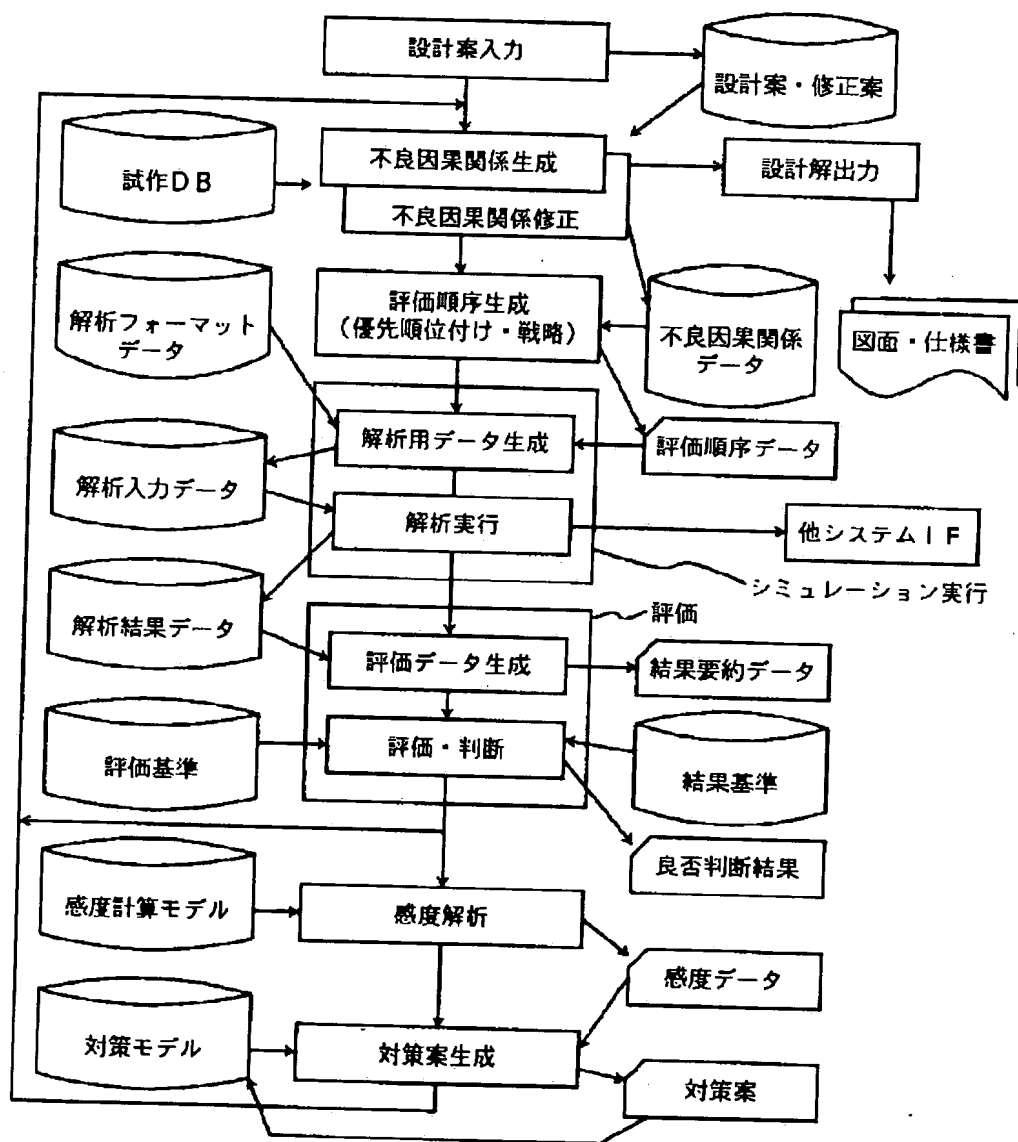 設計案入力
設計案・修正案
不良因果関係生成
設計解出力
試作DB
不良因果関係修正
評価順序生成
(優先順位付け・戦略)
解析フォーマット
データ
不良因果関係
データ
図面・仕様書
解析用データ生成
評価順序データ
解析入力データ
解析実行
他システムIF
シミュレーション実行
評価
解析結果データ
評価データ生成
結果要約データ
評価・判断
評価基準
結果基準
良否判断結果
感度計算モデル
感度解析
感度データ
対策モデル
対策案生成
対策案